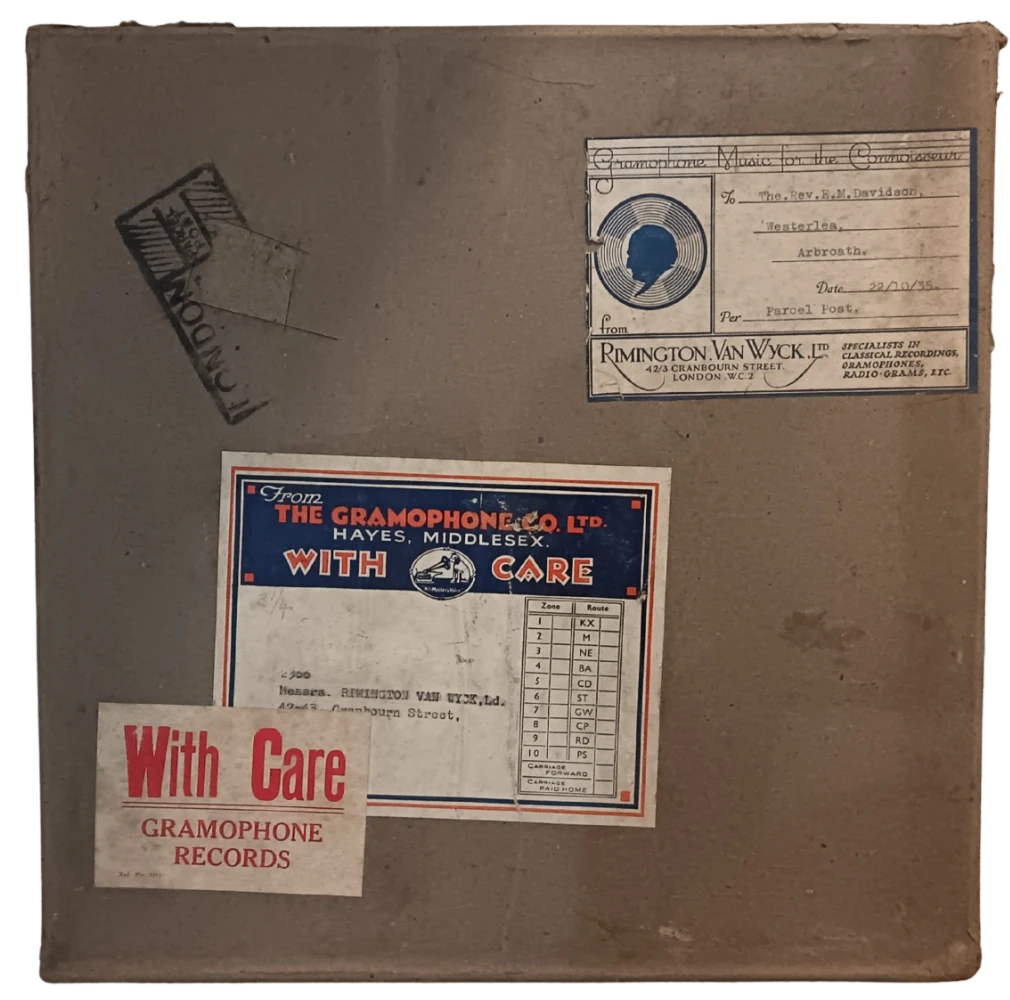 Gramophone Music for the Connoisseur
To The.Rev.E.M.Davidson,
Westerlea,
Arbroath.
Date 22/10/35.
Per Parcel Post.
from
RIMINGTON. VAN WYCK. LTD
42/3 CRANBOURN STREET,
LONDON W.C.2
SPECIALISTS IN
CLASSICAL RECORDINGS,
GRAMOPHONES,
RADIO-GRAMS, ETC.
LONDON
From
THE GRAMOPHONE CO. LTD.
HAYES, MIDDLESEX.
WITH CARE
His Master's Voice
Zone Route
1 KX
2 M
3 NE
4 BA
5 CD
6 ST
7 GW
8 CP
9 RD
10 PS
CARRIAGE FORWARD
CARRIAGE PAID HOME
Messrs. RIMINGTON VAN WYCK,Ld.
42-43 Cranbourn Street,
With Care
GRAMOPHONE
RECORDS